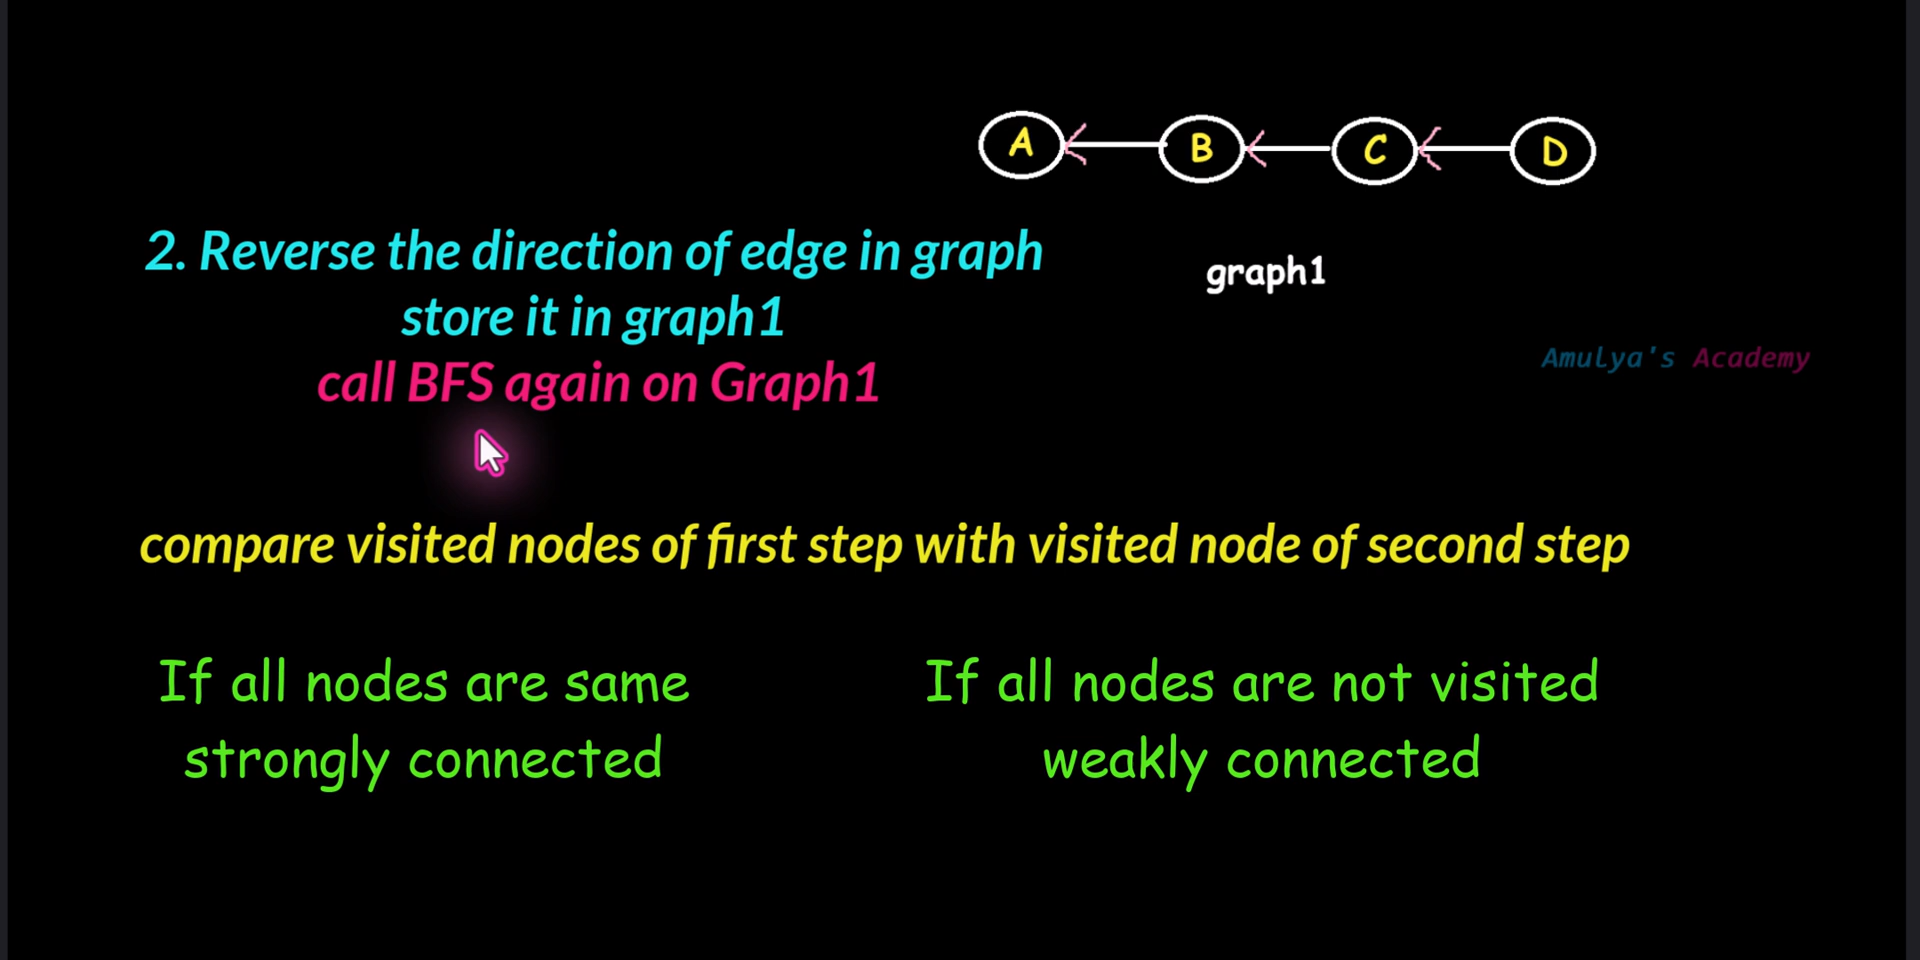 A B C D
2. Reverse the direction of edge in graph
store it in graph1
call BFS again on Graph1
graph1
Amulya's Academy
compare visited nodes of first step with visited node of second step
If all nodes are same
strongly connected
If all nodes are not visited
weakly connected